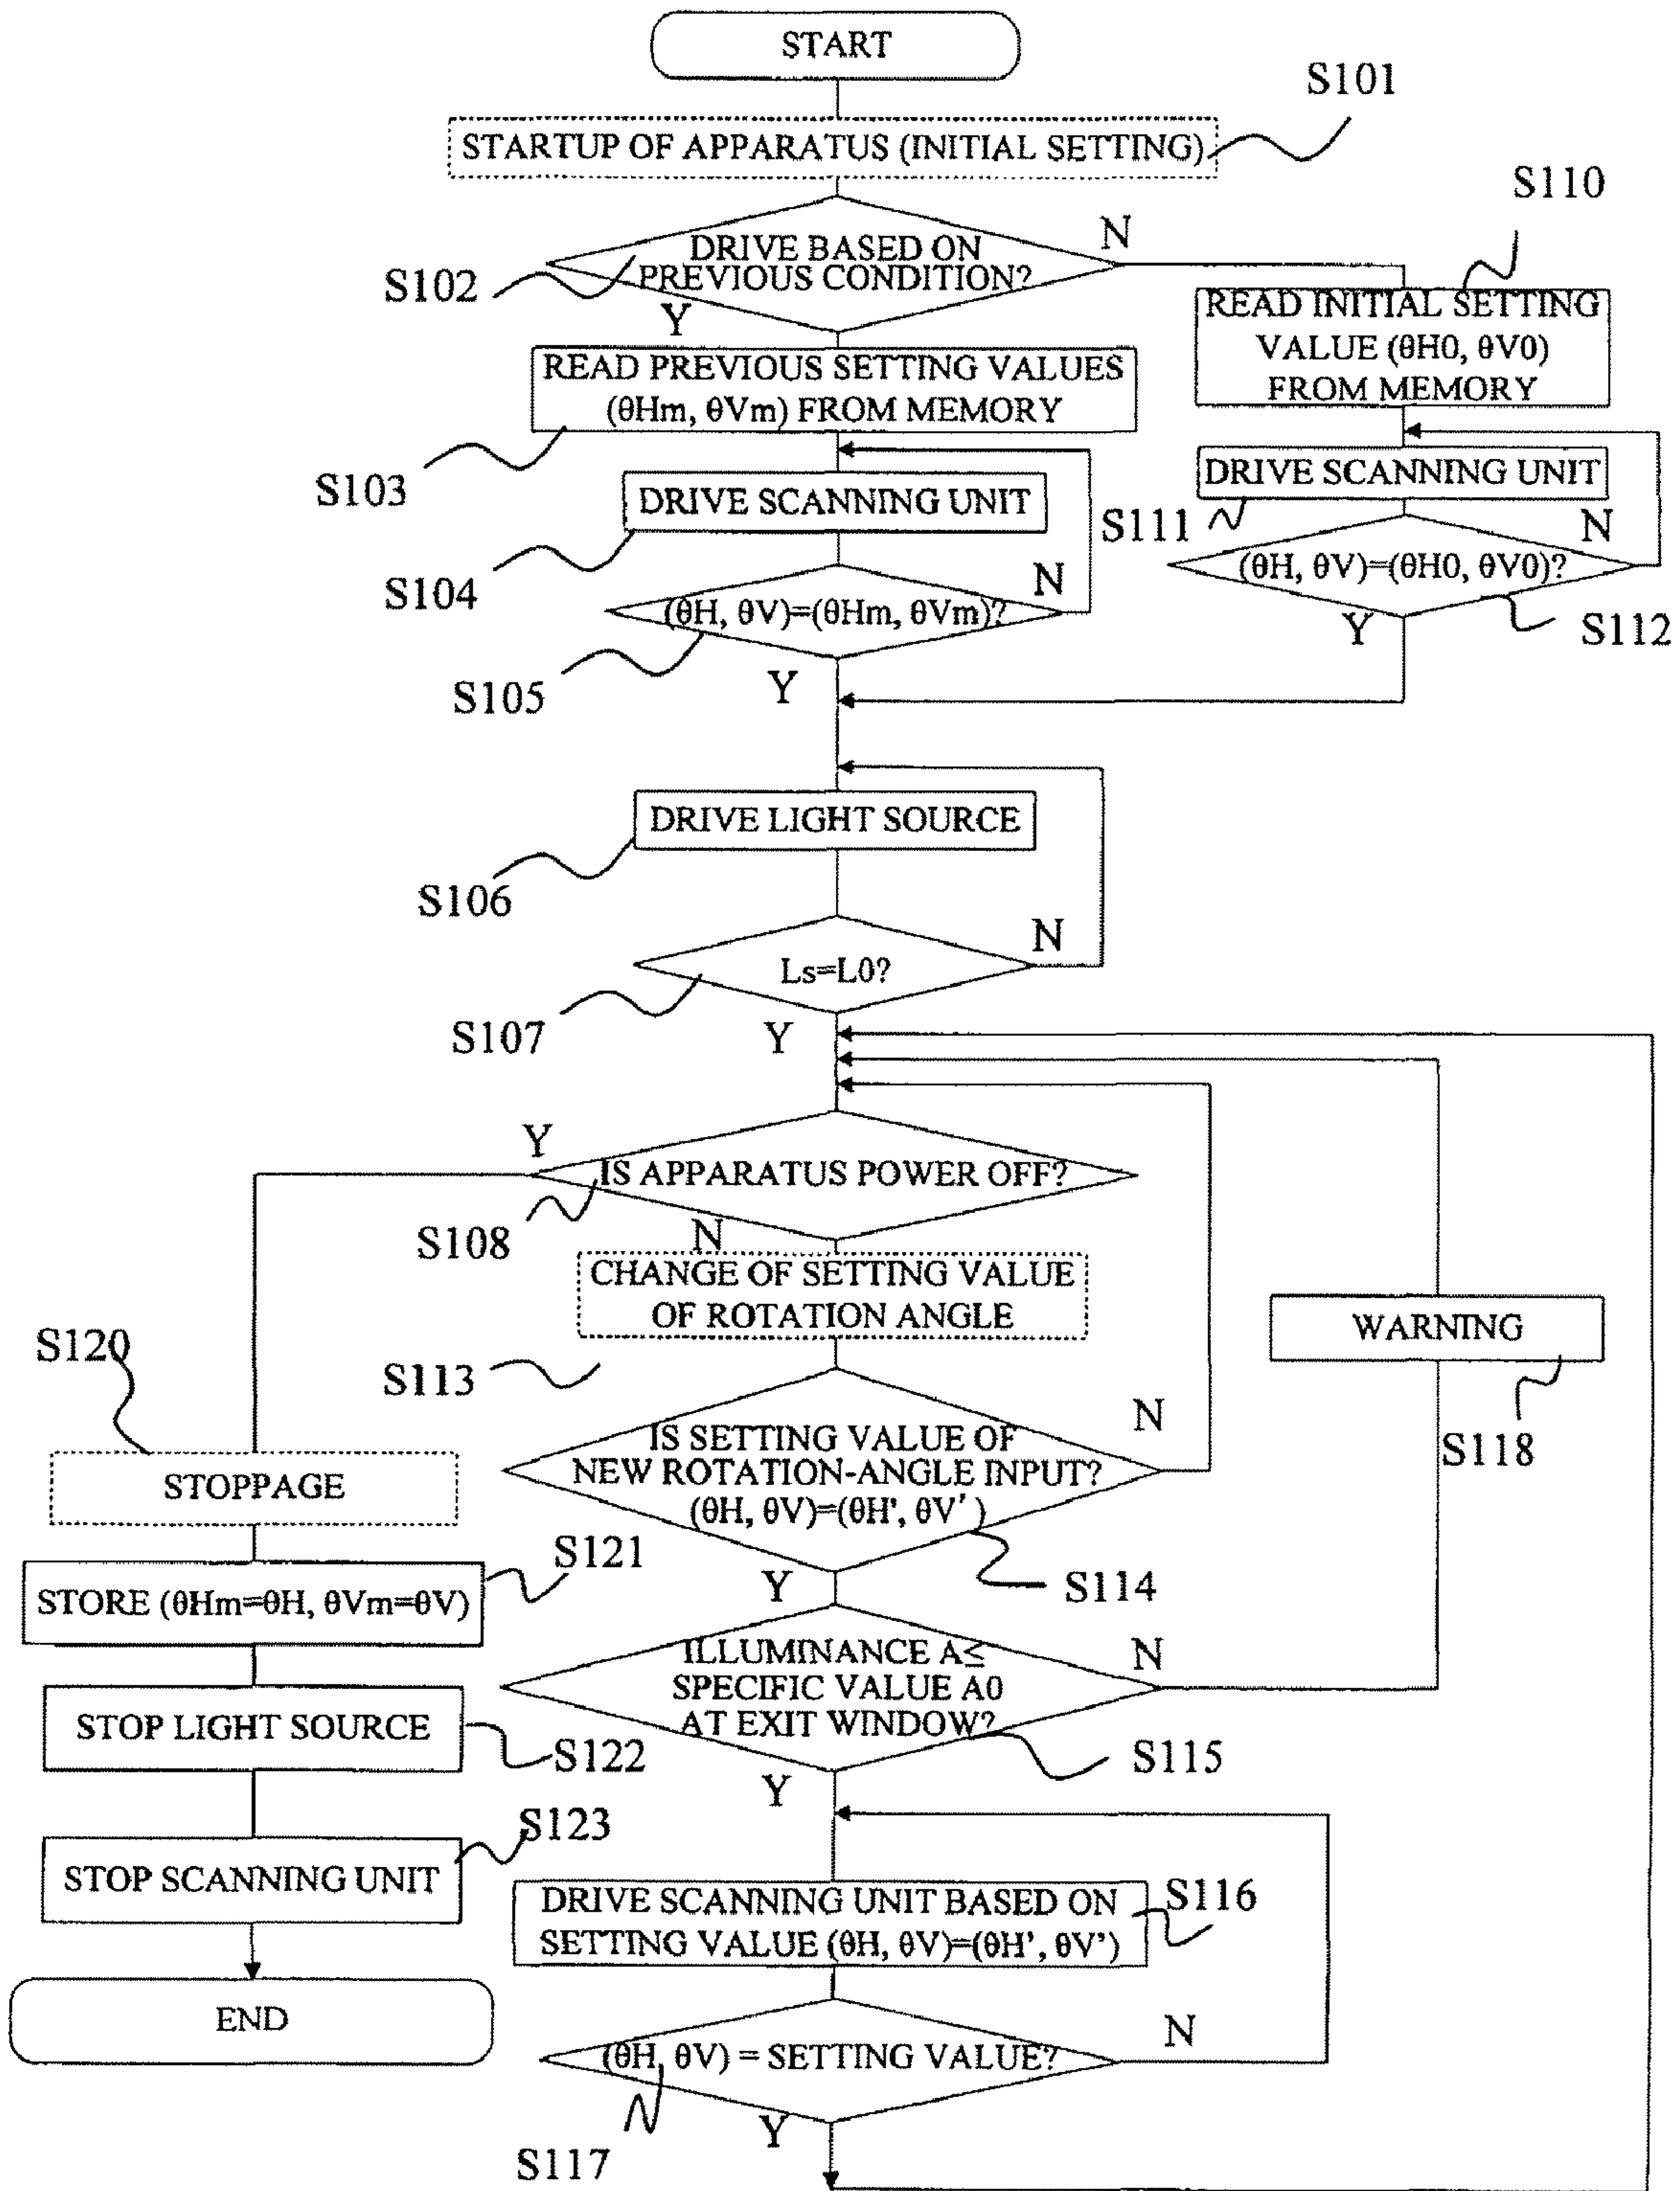 START
S101
STARTUP OF APPARATUS (INITIAL SETTING)
S110
N
DRIVE BASED ON
PREVIOUS CONDITION?
S102
Y
READ INITIAL SETTING
VALUE (θH0, θV0)
FROM MEMORY
READ PREVIOUS SETTING VALUES
(θHm, θVm) FROM MEMORY
S103
DRIVE SCANNING UNIT
S104
DRIVE SCANNING UNIT
S111
N
(θH, θV)=(θH0, θV0)?
S112
Y
N
(θH, θV)=(θHm, θVm)?
S105
Y
DRIVE LIGHT SOURCE
S106
N
Ls=L0?
S107
Y
Y
IS APPARATUS POWER OFF?
S108
N
CHANGE OF SETTING VALUE
OF ROTATION ANGLE
S113
WARNING
S118
S120
STOPPAGE
N
IS SETTING VALUE OF
NEW ROTATION-ANGLE INPUT?
(θH, θV)=(θH', θV')
S114
Y
S121
STORE (θHm=θH, θVm=θV)
ILLUMINANCE A≤
SPECIFIC VALUE A0
AT EXIT WINDOW?
N
S115
Y
STOP LIGHT SOURCE
S122
S123
STOP SCANNING UNIT
DRIVE SCANNING UNIT BASED ON
SETTING VALUE (θH, θV)=(θH', θV')
S116
END
N
(θH, θV) = SETTING VALUE?
S117
Y